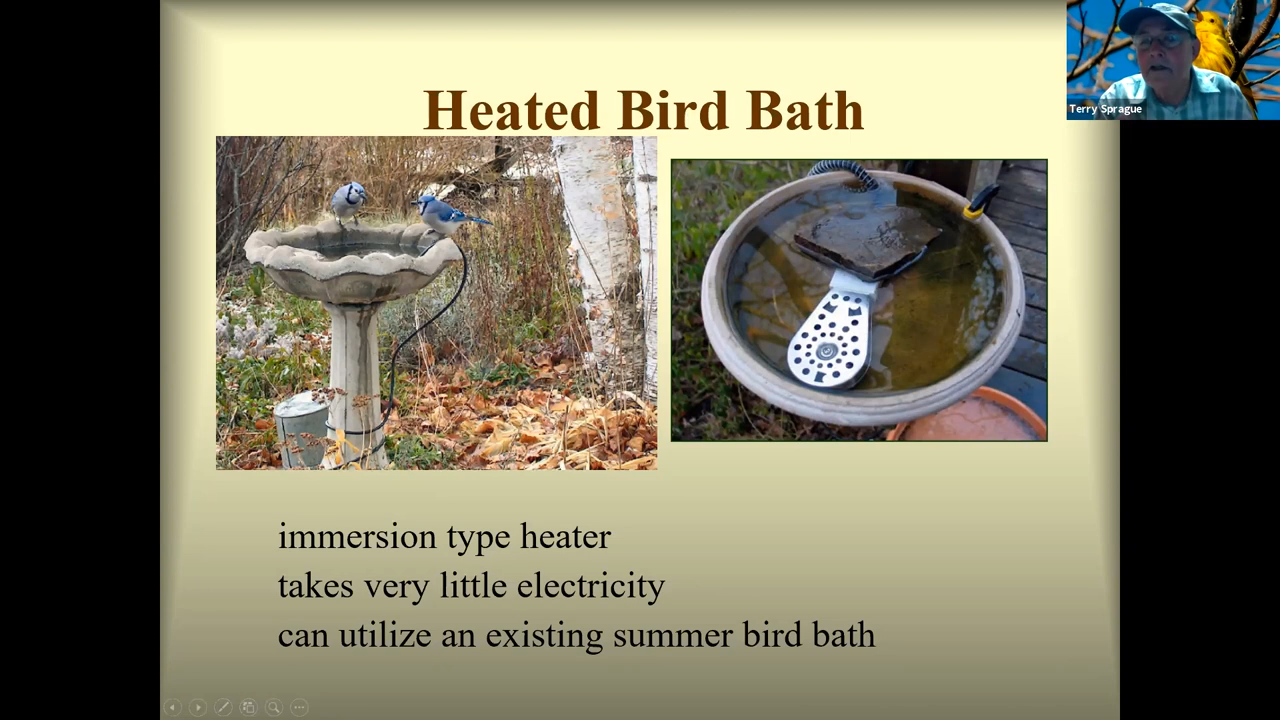 Heated Bird Bath
Terry Sprague
immersion type heater
takes very little electricity
can utilize an existing summer bird bath